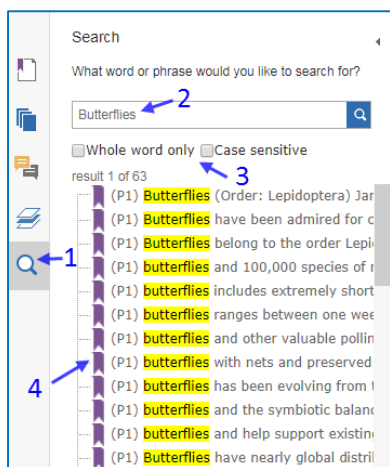 Search
What word or phrase would you like to search for?
Butterflies
2
Whole word only Case sensitive
3
result 1 of 63
(P1) Butterflies (Order: Lepidoptera) Jar
(P1) Butterflies have been admired for c
1
(P1) butterflies belong to the order Lepi
(P1) butterflies and 100,000 species of
(P1) butterflies includes extremely short
(P1) butterflies ranges between one wee
(P1) butterflies and other valuable pollin
(P1) butterflies with nets and preserved
4
(P1) butterflies has been evolving from
(P1) butterflies and the symbiotic balanc
(P1) butterflies and help support existin
(P1) Butterflies have nearly global distri